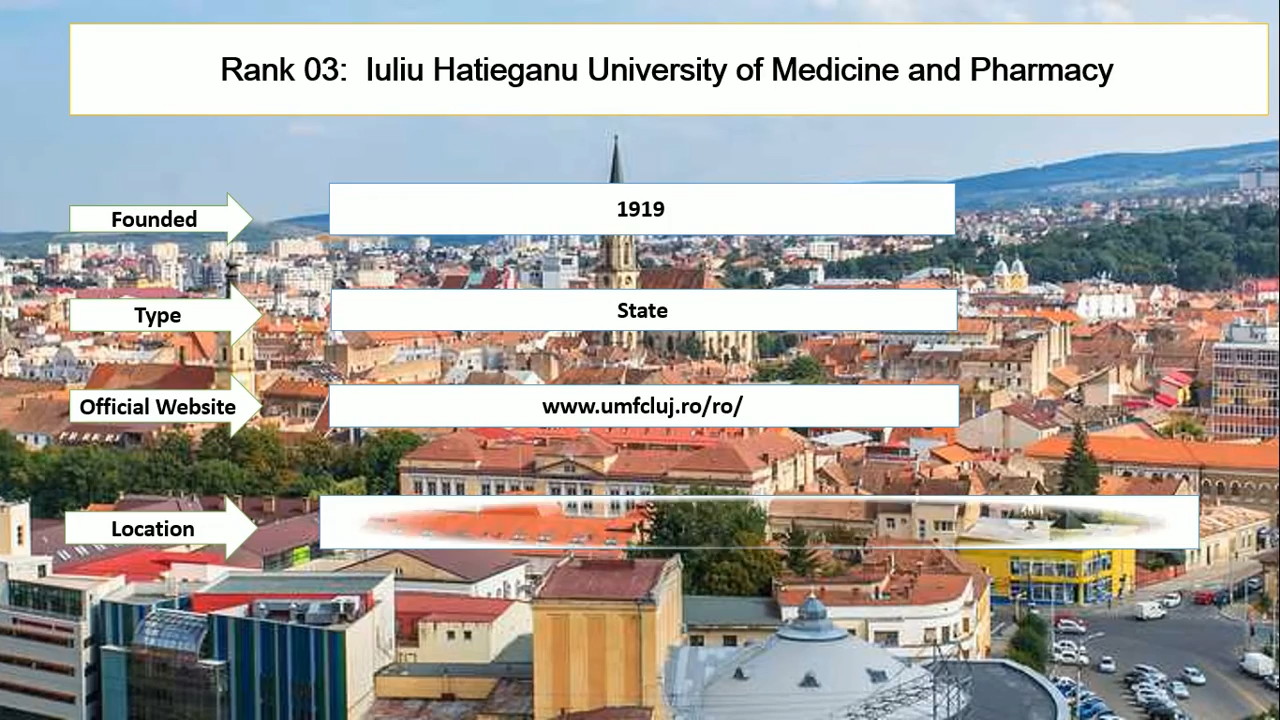 Rank 03: Iuliu Hatieganu University of Medicine and Pharmacy
Founded
1919
Type
State
Official Website
www.umfcluj.ro/ro/
Location